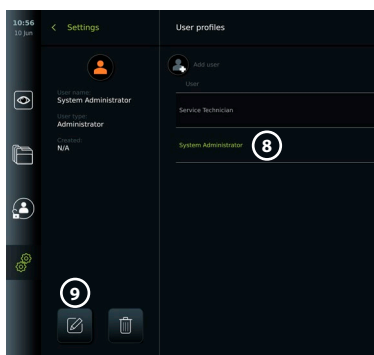 10:56
10 Jun
< Settings
User profiles
Add user
User
User name:
System Administrator
User type:
Administrator
Created:
N/A
Service Technician
System Administrator
8
9